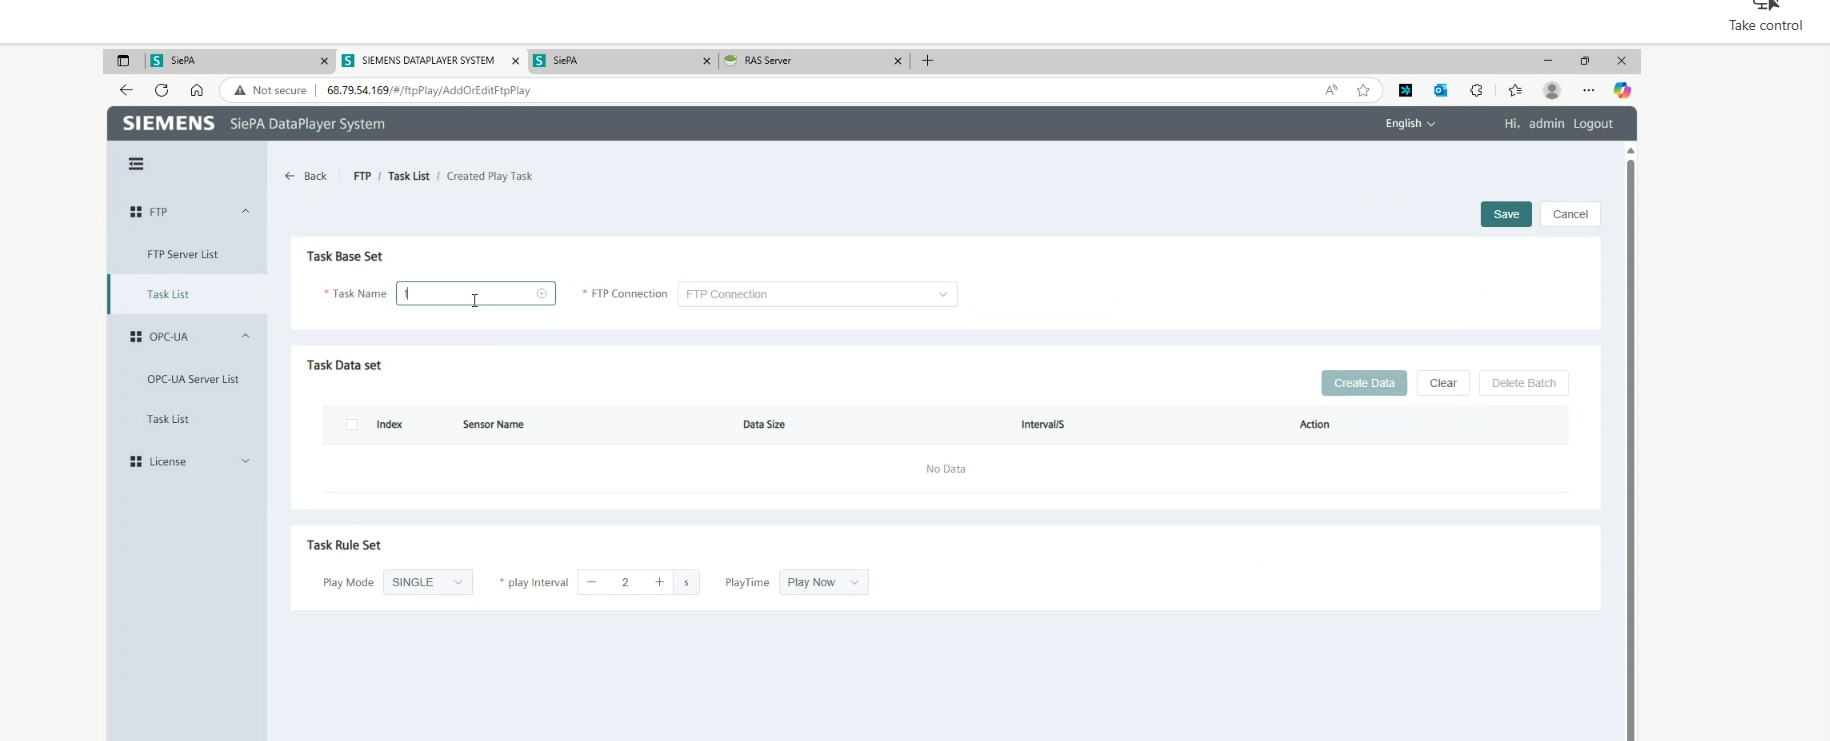 Take control
SiePA
SIEMENS DATAPLAYER SYSTEM
SiePA
RAS Server
Not secure
68.79.54.169/#/ftpPlay/AddOrEditFtpPlay
SIEMENS SiePA DataPlayer System
English
Hi, admin Logout
Back
FTP / Task List / Created Play Task
FTP
Save
Cancel
FTP Server List
Task Base Set
Task List
* Task Name
t
* FTP Connection
FTP Connection
OPC-UA
Task Data set
OPC-UA Server List
Create Data
Clear
Delete Batch
Task List
Index
Sensor Name
Data Size
Interval/S
Action
License
No Data
Task Rule Set
Play Mode
SINGLE
* play Interval
2
s
PlayTime
Play Now